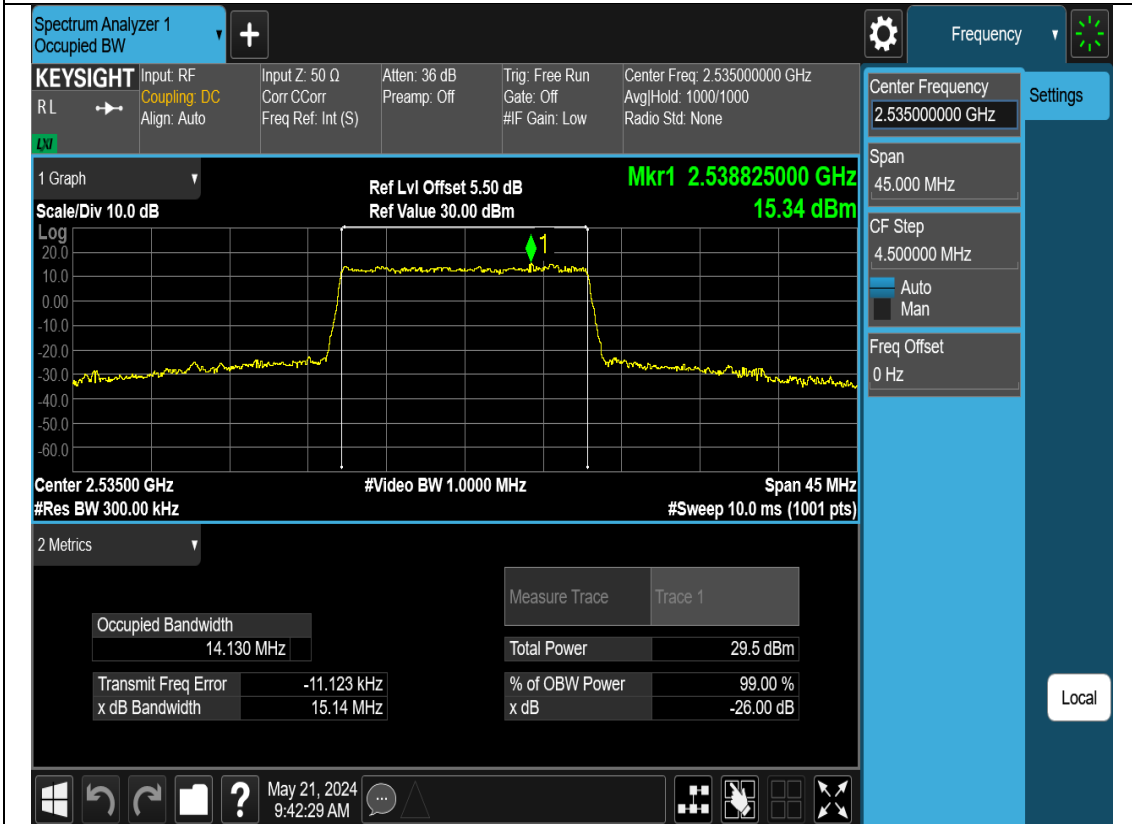 Spectrum Analyzer 1
Occupied BW
+
Frequency
KEYSIGHT
R L
LXI
Input: RF
Coupling: DC
Align: Auto
Input Z: 50 Ω
Corr CCorr
Freq Ref: Int (S)
Atten: 36 dB
Preamp: Off
Trig: Free Run
Gate: Off
#IF Gain: Low
Center Freq: 2.535000000 GHz
Avg|Hold: 1000/1000
Radio Std: None
Center Frequency
2.535000000 GHz
Settings
Span
45.000 MHz
CF Step
4.500000 MHz
Auto
Man
Freq Offset
0 Hz
Local
1 Graph
Ref Lvl Offset 5.50 dB
Mkr1 2.538825000 GHz
Scale/Div 10.0 dB
Ref Value 30.00 dBm
15.34 dBm
Log
1
20.0
10.0
0.00
-10.0
-20.0
-30.0
-40.0
-50.0
-60.0
Center 2.53500 GHz
#Video BW 1.0000 MHz
Span 45 MHz
#Res BW 300.00 kHz
#Sweep 10.0 ms (1001 pts)
2 Metrics
Measure Trace
Trace 1
Occupied Bandwidth
14.130 MHz
Total Power
29.5 dBm
Transmit Freq Error
-11.123 kHz
% of OBW Power
99.00 %
x dB Bandwidth
15.14 MHz
x dB
-26.00 dB
?
May 21, 2024
9:42:29 AM